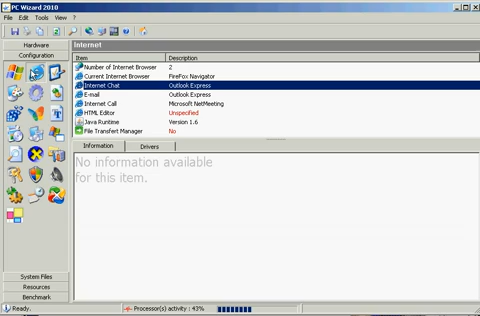 PC Wizard 2010
File Edit Tools View ?
Hardware
Configuration
System Files
Resources
Benchmark
Internet
Item Description
Number of Internet Browser 2
Current Internet Browser FireFox Navigator
Internet Chat Outlook Express
E-mail Outlook Express
Internet Call Microsoft NetMeeting
HTML Editor Unspecified
Java Runtime Version 1.6
File Transfert Manager No
Information Drivers
No information available
for this item.
Ready. Processor(s) activity : 43%